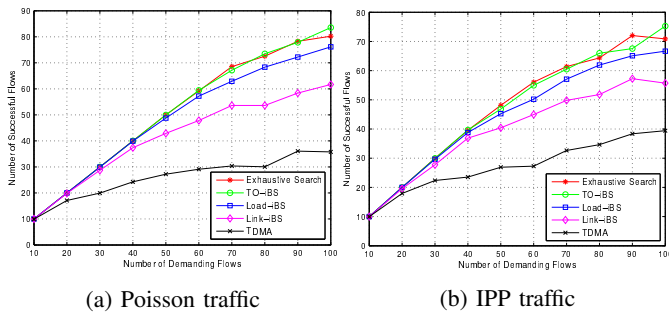 90
80
70
60
50
40
30
20
10
0
Number of Successful Flows
10 20 30 40 50 60 70 80 90 100
Number of Demanding Flows
Exhaustive Search
TO-iBS
Load-iBS
Link-iBS
TDMA
(a) Poisson traffic
80
70
60
50
40
30
20
10
0
Number of Successful Flows
10 20 30 40 50 60 70 80 90 100
Number of Demanding Flows
Exhaustive Search
TO-iBS
Load-iBS
Link-iBS
TDMA
(b) IPP traffic